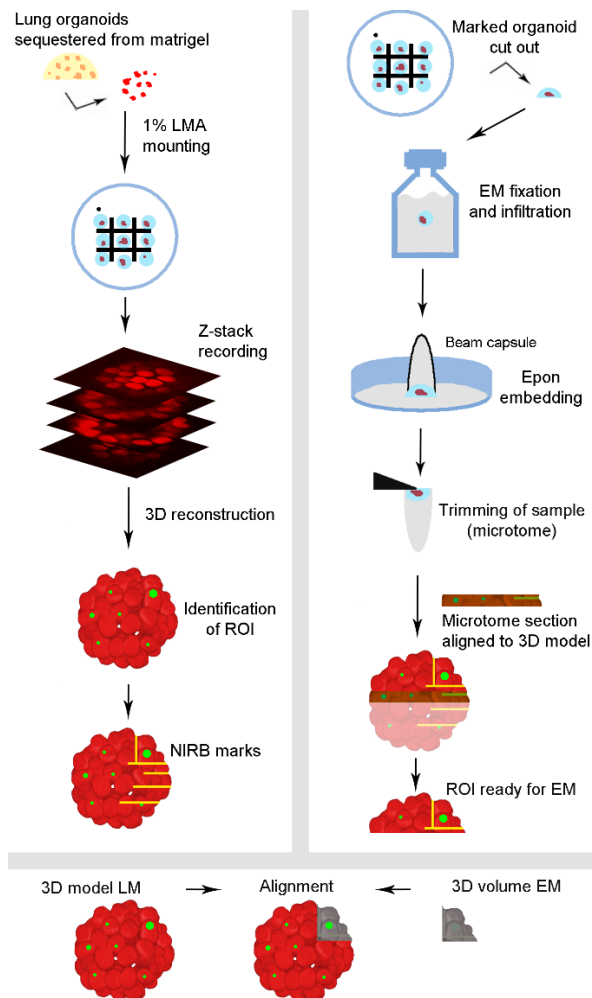 Lung organoids
sequestered from matrigel
1% LMA
mounting
Z-stack
recording
3D reconstruction
Identification
of ROI
NIRB marks
Marked organoid
cut out
EM fixation
and infiltration
Beam capsule
Epon
embedding
Trimming of sample
(microtome)
Microtome section
aligned to 3D model
ROI ready for EM
3D model LM
Alignment
3D volume EM